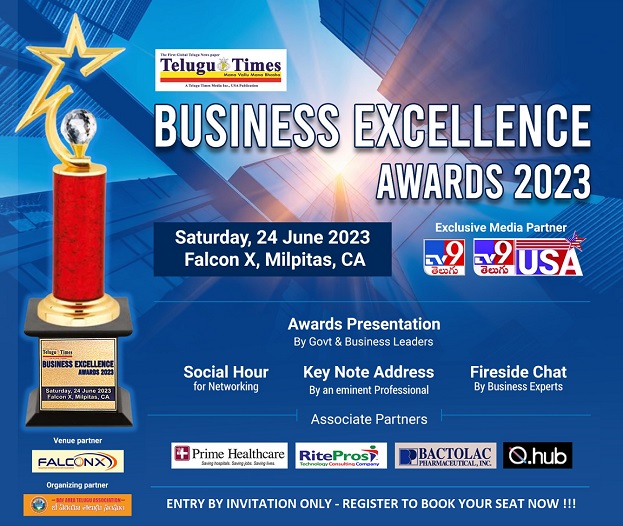 The First Global Telugu News paper
Telugu Times
Mana Vallu Mana Bhasha
A Telugu Times Media Inc., USA Publication
BUSINESS EXCELLENCE
AWARDS 2023
Saturday, 24 June 2023
Falcon X, Milpitas, CA
Exclusive Media Partner
TV9
తెలుగు
TV9
తెలుగు
USA
Awards Presentation
By Govt & Business Leaders
Social Hour
for Networking
Key Note Address
By an eminent Professional
Fireside Chat
By Business Experts
Telugu Times
BUSINESS EXCELLENCE
AWARDS 2023
Saturday, 24 June 2023
Falcon X, Milpitas, CA
Associate Partners
Prime Healthcare
Saving hospitals. Saving jobs. Saving lives.
RitePros
Technology Consulting Company
BACTOLAC
PHARMACEUTICAL, INC.
Q.hub
Venue partner
FALCONX
Organizing partner
BAY AREA TELUGU ASSOCIATION
ENTRY BY INVITATION ONLY - REGISTER TO BOOK YOUR SEAT NOW !!!